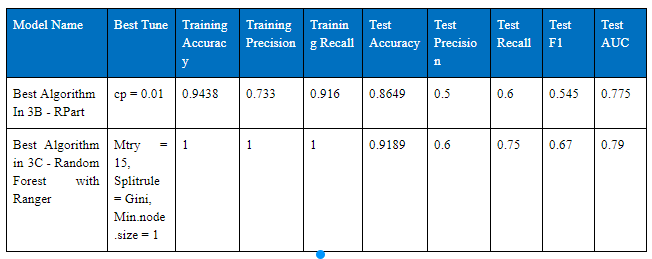 Model Name
Best Tune
Training
Accurac
y
Training
Precision
Trainin
g Recall
Test
Accuracy
Test
Precisio
n
Test
Recall
Test
F1
Test
AUC
Best Algorithm
In 3B - RPart
cp = 0.01
0.9438
0.733
0.916
0.8649
0.5
0.6
0.545
0.775
Best Algorithm
in 3C - Random
Forest with
Ranger
Mtry =
15,
Splitrule
= Gini,
Min.node
.size = 1
1
1
1
0.9189
0.6
0.75
0.67
0.79